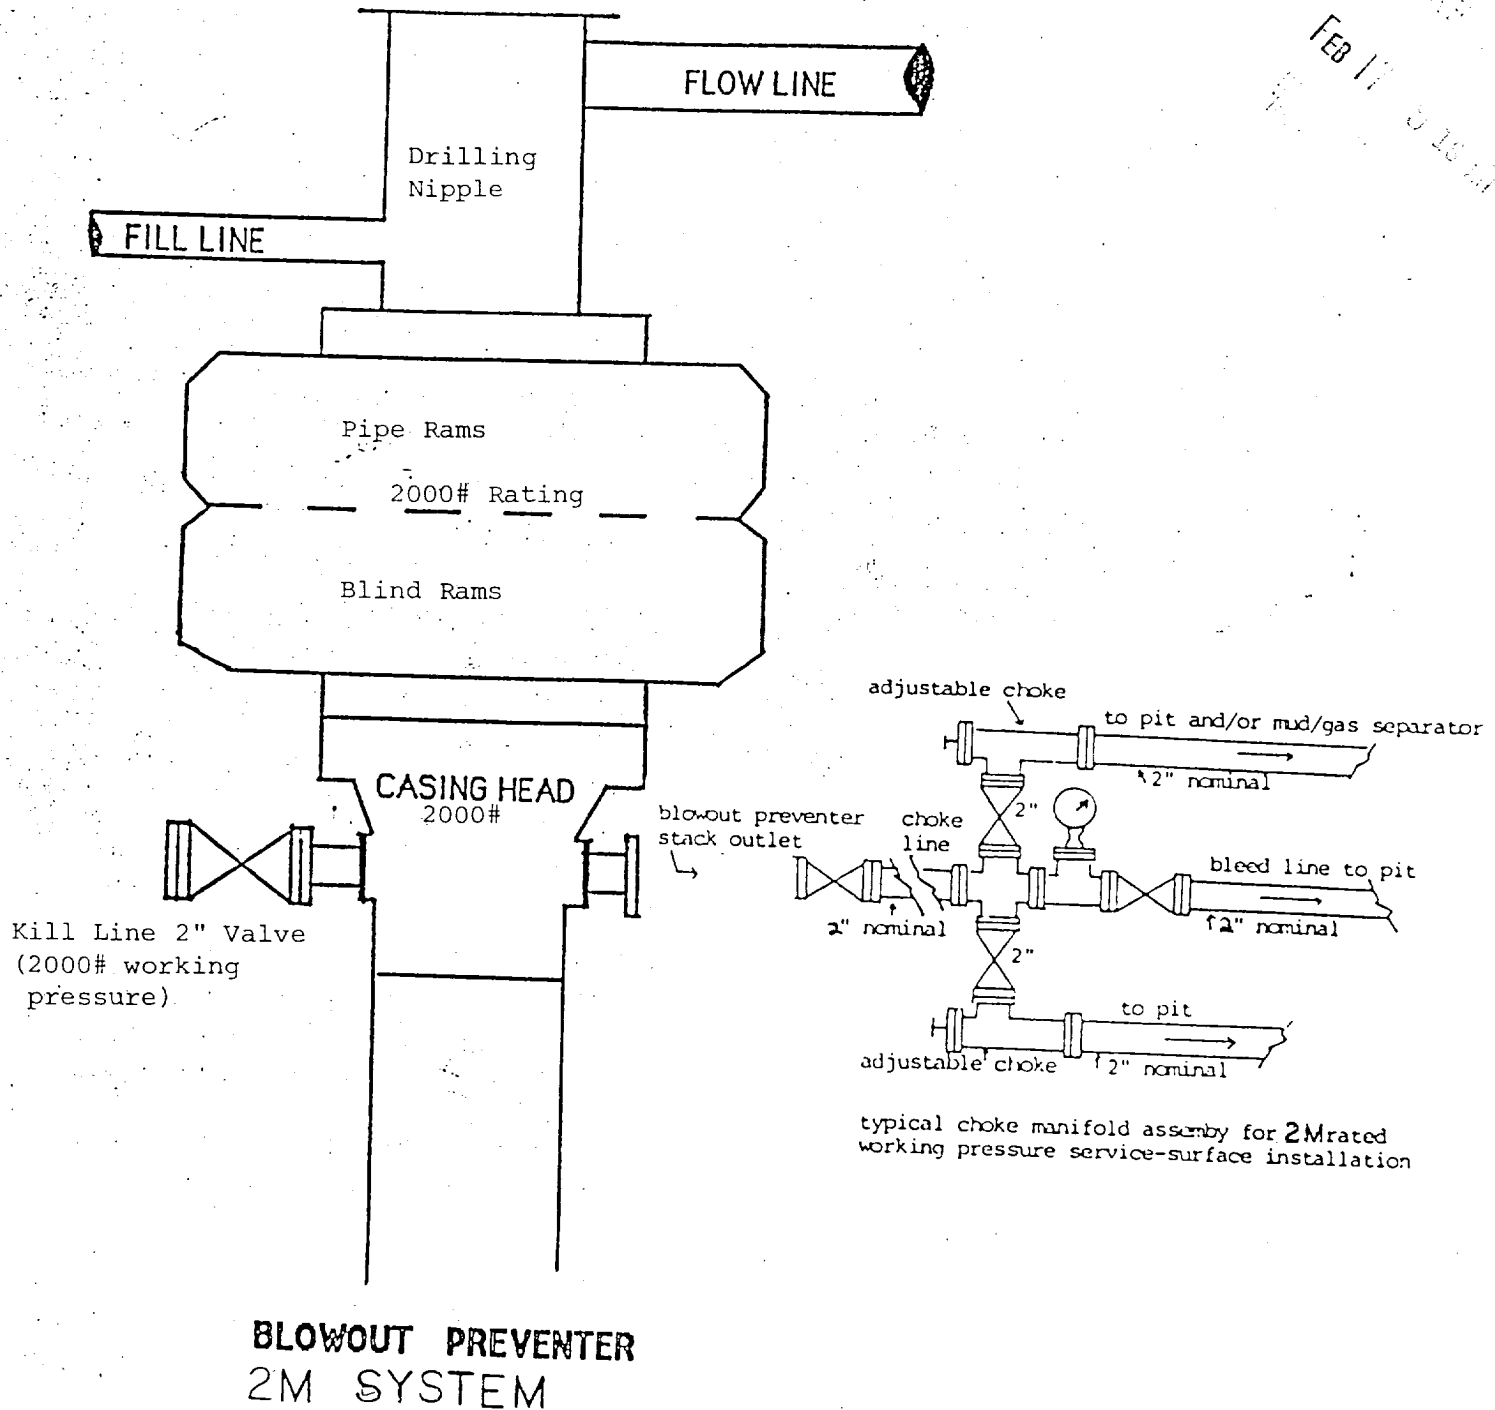 FEB 17
FLOW LINE
Drilling
Nipple
FILL LINE
Pipe Rams
2000# Rating
Blind Rams
CASING HEAD
2000#
Kill Line 2" Valve
(2000# working
pressure)
adjustable choke
to pit and/or mud/gas separator
2" nominal
2"
blowout preventer
stack outlet
choke
line
bleed line to pit
2" nominal
2" nominal
2"
to pit
adjustable choke
2" nominal
typical choke manifold assemby for 2M rated
working pressure service-surface installation
BLOWOUT PREVENTER
2M SYSTEM